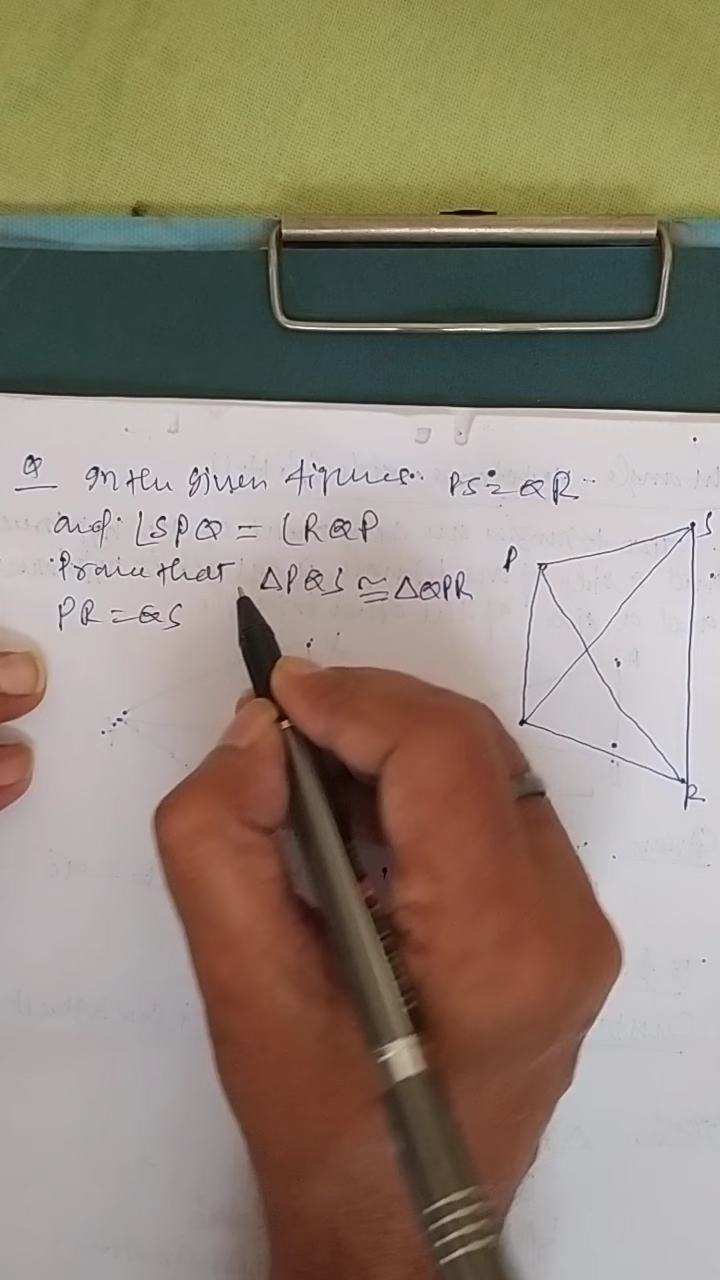 Q In the given figures. PS = QR
and ∠SPQ = ∠RQP
Prove that ΔPQS ≅ ΔQPR
PR = QS
S
P
R